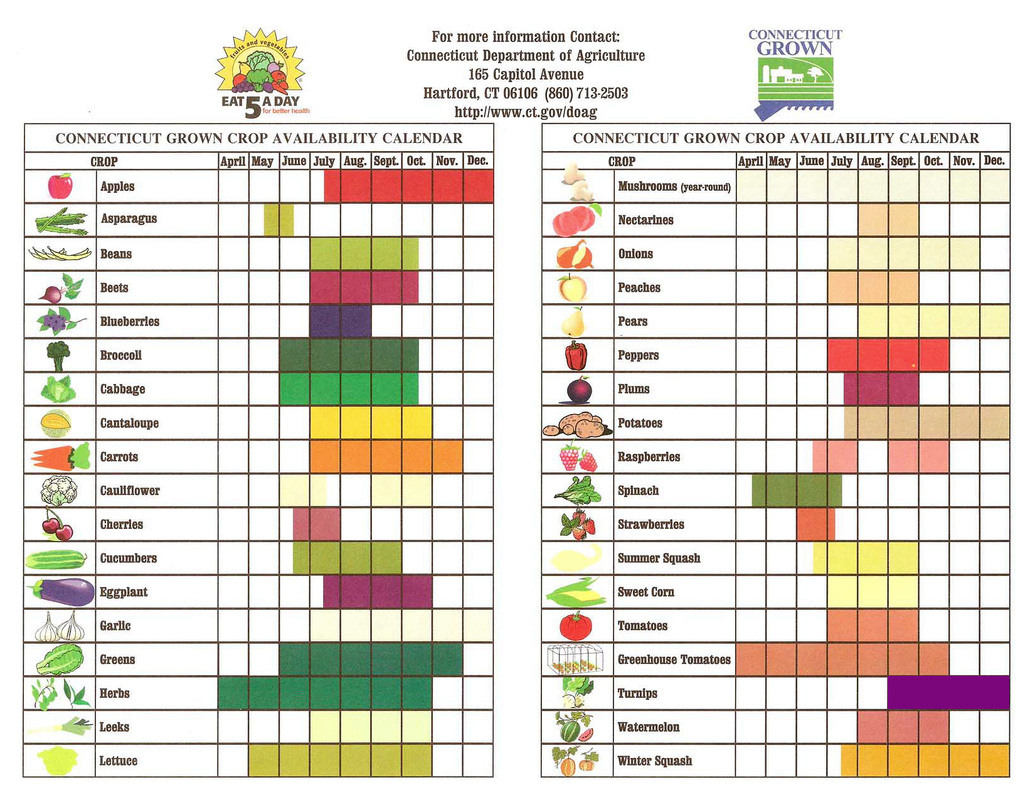 fruits and vegetables
EAT 5 A DAY
for better health
For more information Contact:
Connecticut Department of Agriculture
165 Capitol Avenue
Hartford, CT 06106 (860) 713-2503
http://www.ct.gov/doag
CONNECTICUT
GROWN
CONNECTICUT GROWN CROP AVAILABILITY CALENDAR
CROP April May June July Aug. Sept. Oct. Nov. Dec.
Apples
Asparagus
Beans
Beets
Blueberries
Broccoli
Cabbage
Cantaloupe
Carrots
Cauliflower
Cherries
Cucumbers
Eggplant
Garlic
Greens
Herbs
Leeks
Lettuce
CONNECTICUT GROWN CROP AVAILABILITY CALENDAR
CROP April May June July Aug. Sept. Oct. Nov. Dec.
Mushrooms (year-round)
Nectarines
Onions
Peaches
Pears
Peppers
Plums
Potatoes
Raspberries
Spinach
Strawberries
Summer Squash
Sweet Corn
Tomatoes
Greenhouse Tomatoes
Turnips
Watermelon
Winter Squash